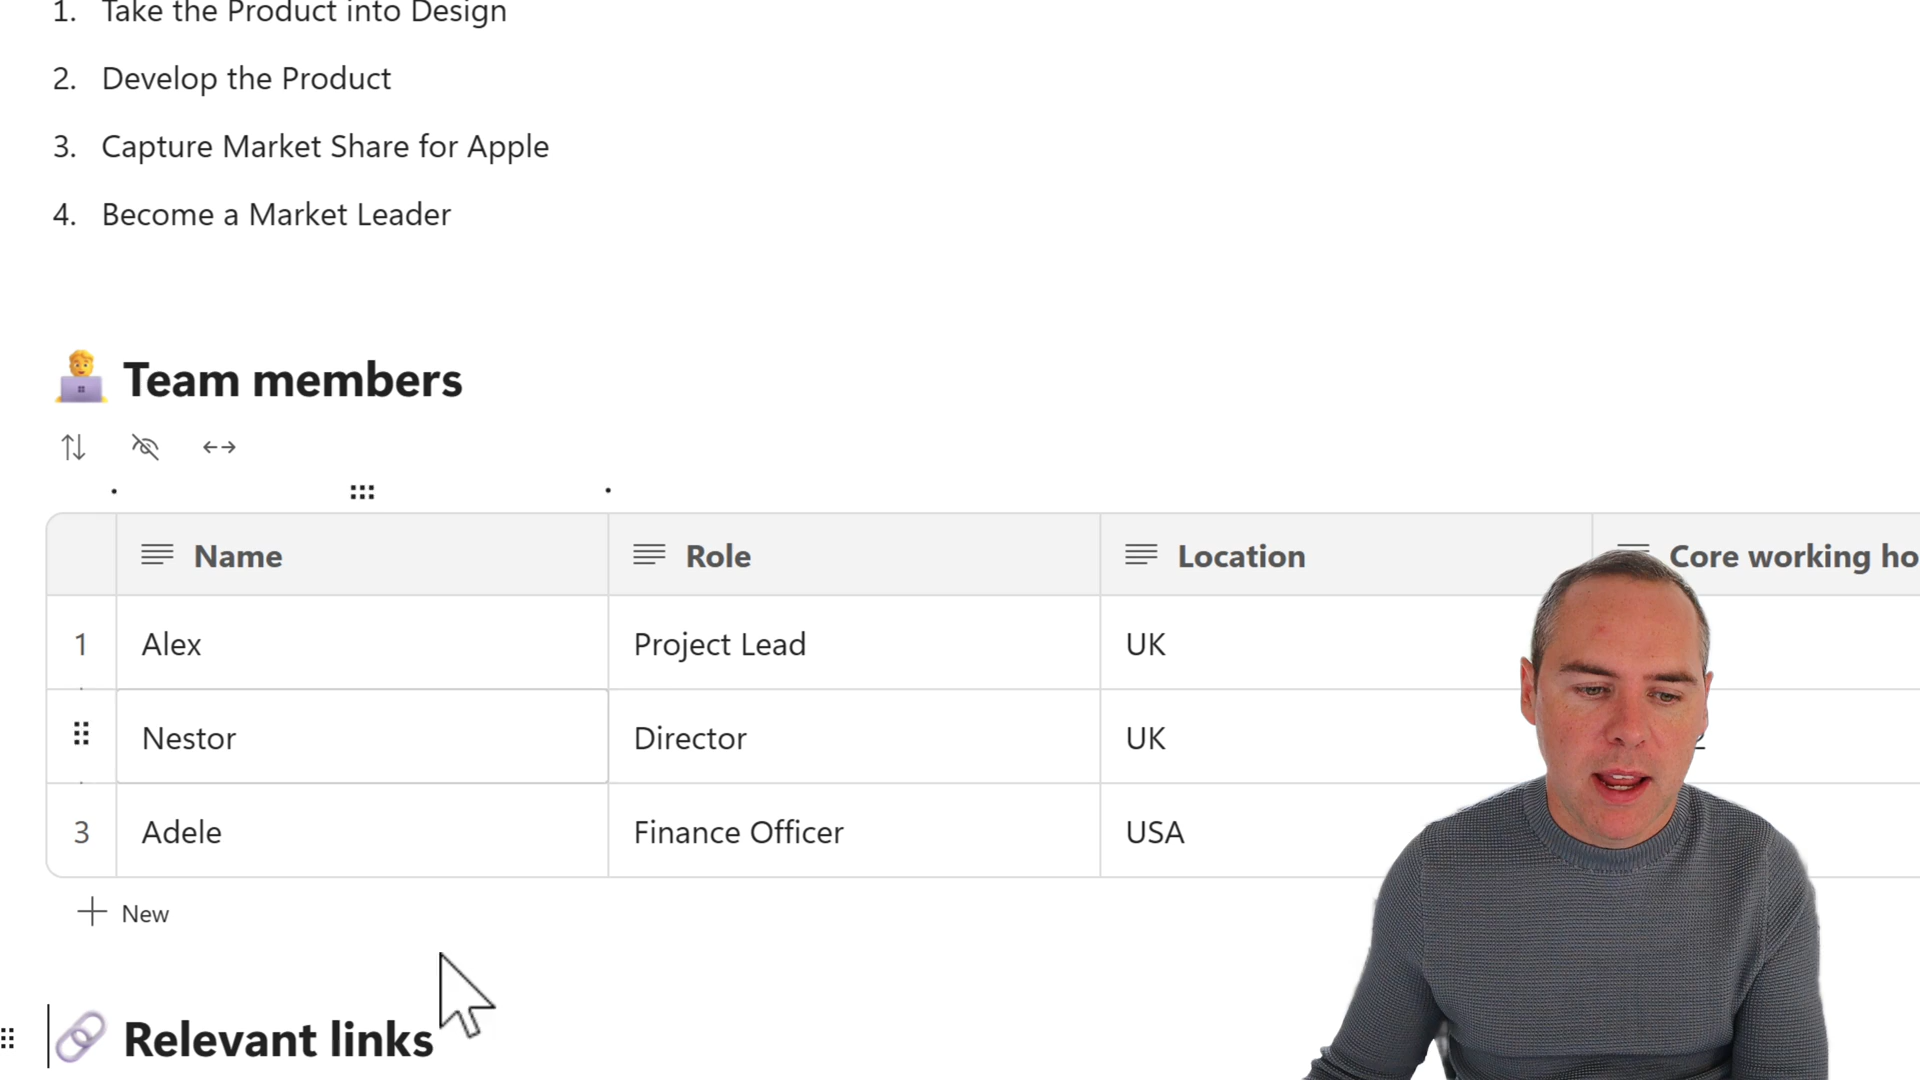 1. Take the Product into Design
2. Develop the Product
3. Capture Market Share for Apple
4. Become a Market Leader
Team members
Name Role Location Core working ho
1 Alex Project Lead UK
Nestor Director UK
3 Adele Finance Officer USA
New
Relevant links